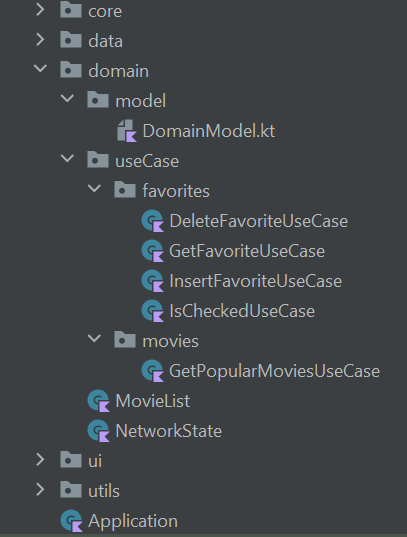 core
data
domain
model
DomainModel.kt
useCase
favorites
DeleteFavoriteUseCase
GetFavoriteUseCase
InsertFavoriteUseCase
IsCheckedUseCase
movies
GetPopularMoviesUseCase
MovieList
NetworkState
ui
utils
Application